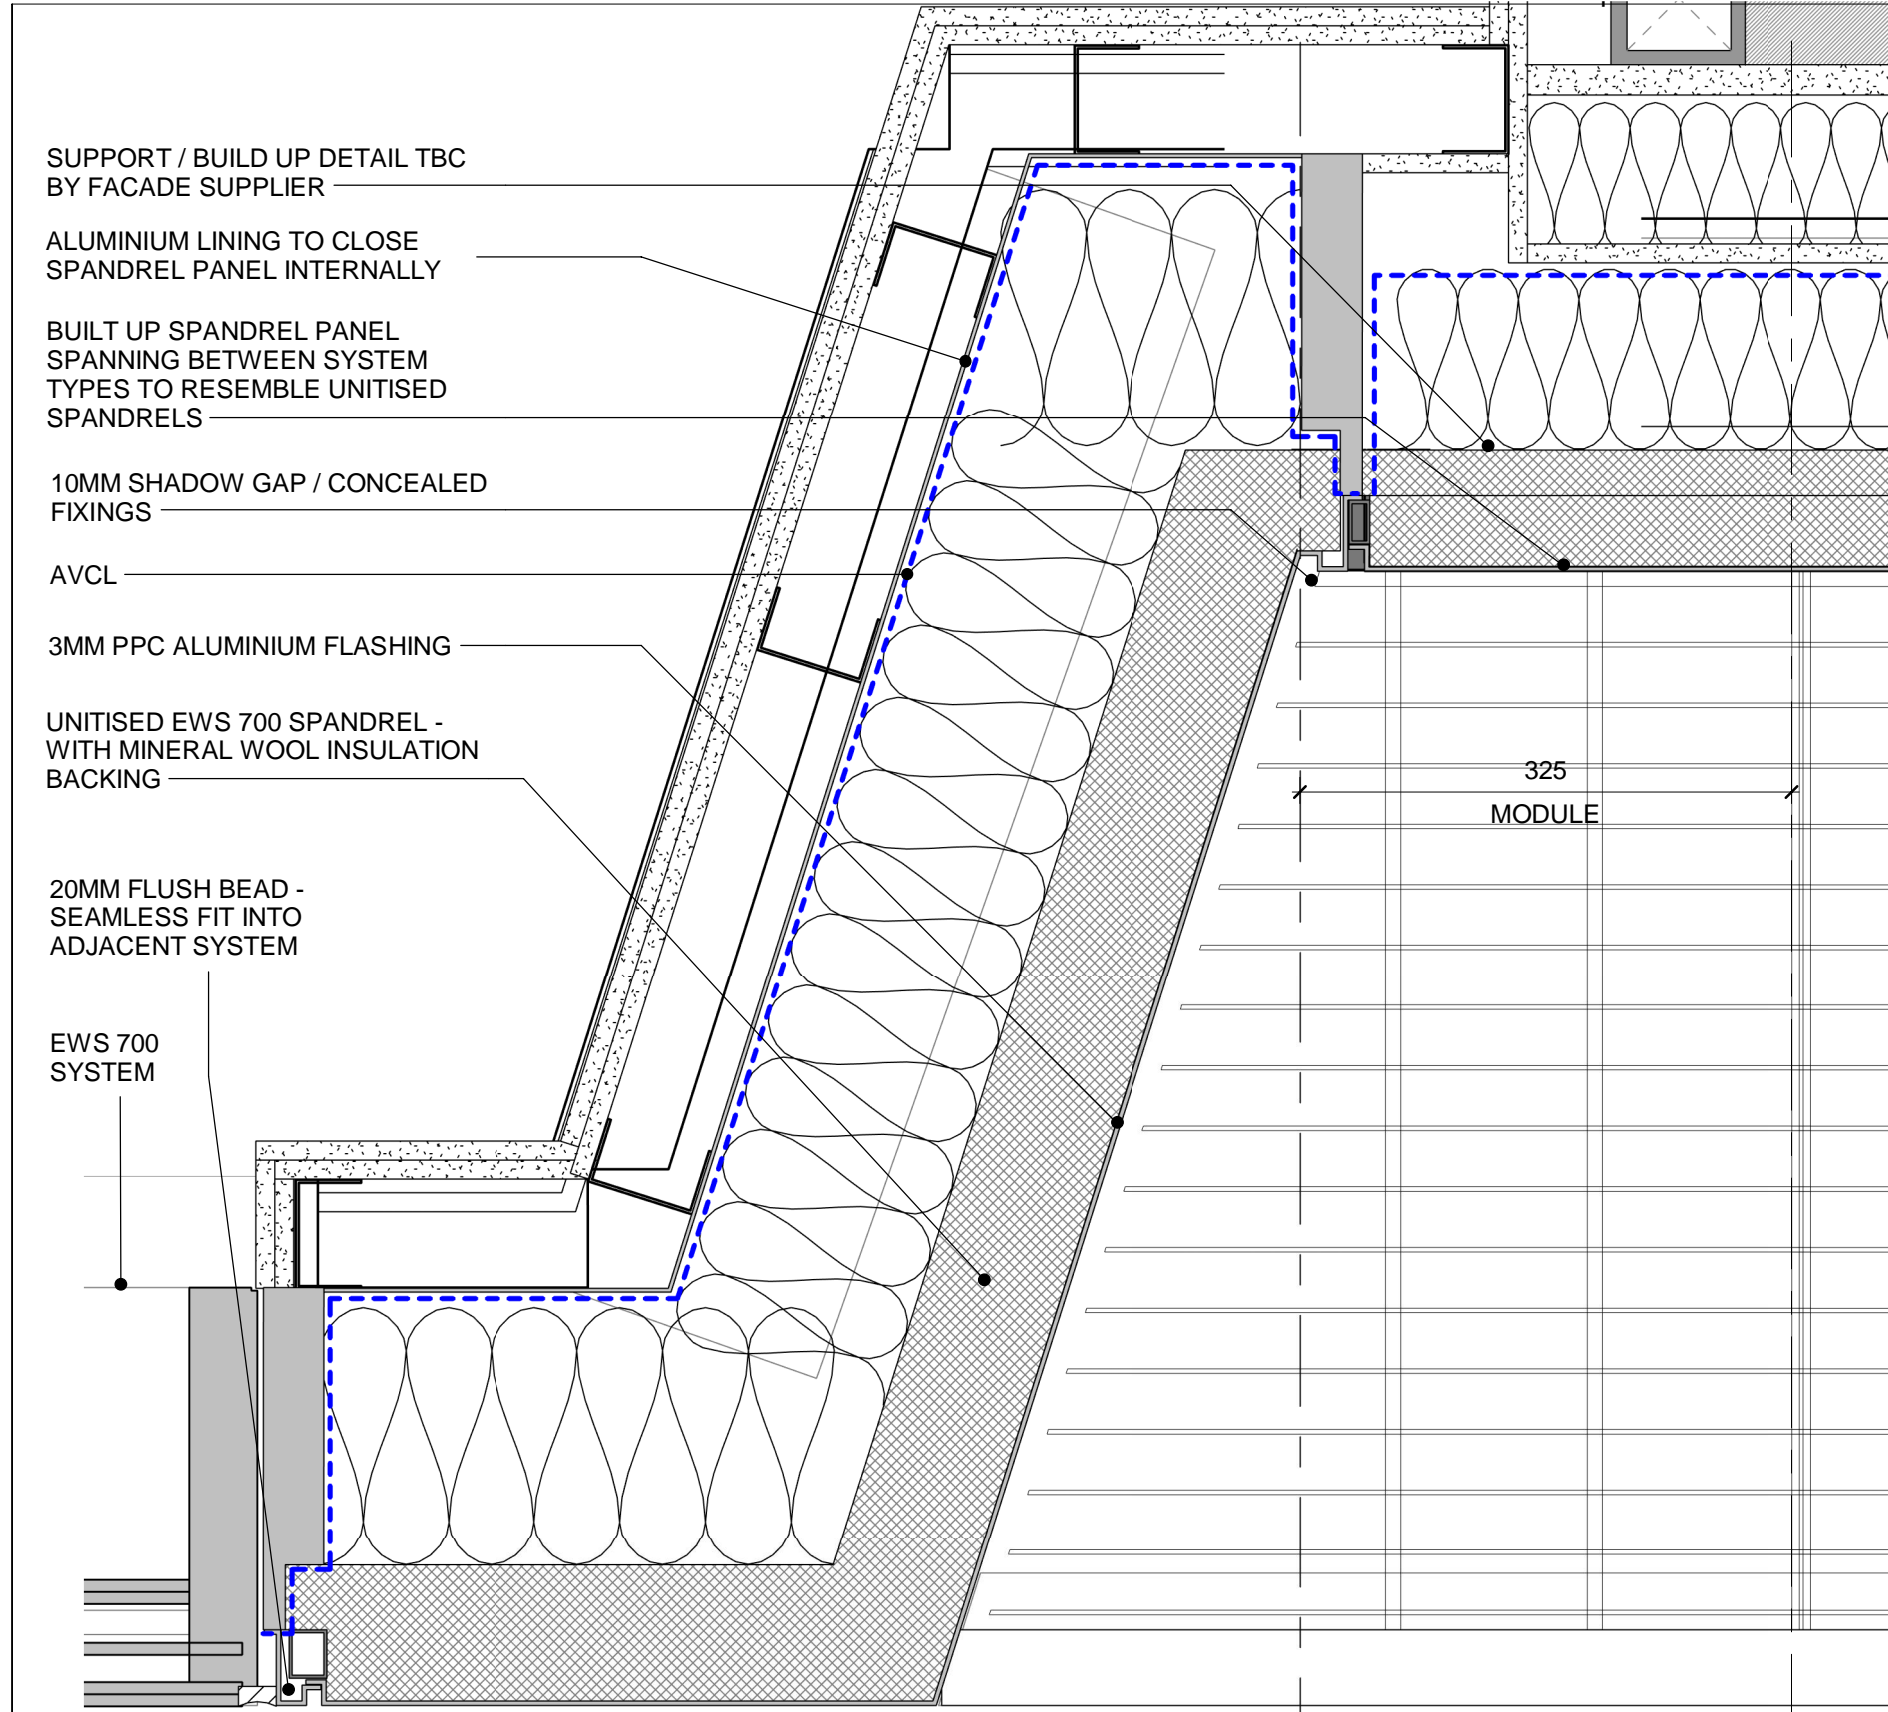 SUPPORT / BUILD UP DETAIL TBC
BY FACADE SUPPLIER
ALUMINIUM LINING TO CLOSE
SPANDREL PANEL INTERNALLY
BUILT UP SPANDREL PANEL
SPANNING BETWEEN SYSTEM
TYPES TO RESEMBLE UNITISED
SPANDRELS
10MM SHADOW GAP / CONCEALED
FIXINGS
AVCL
3MM PPC ALUMINIUM FLASHING
UNITISED EWS 700 SPANDREL -
WITH MINERAL WOOL INSULATION
BACKING
325
MODULE
20MM FLUSH BEAD -
SEAMLESS FIT INTO
ADJACENT SYSTEM
EWS 700
SYSTEM